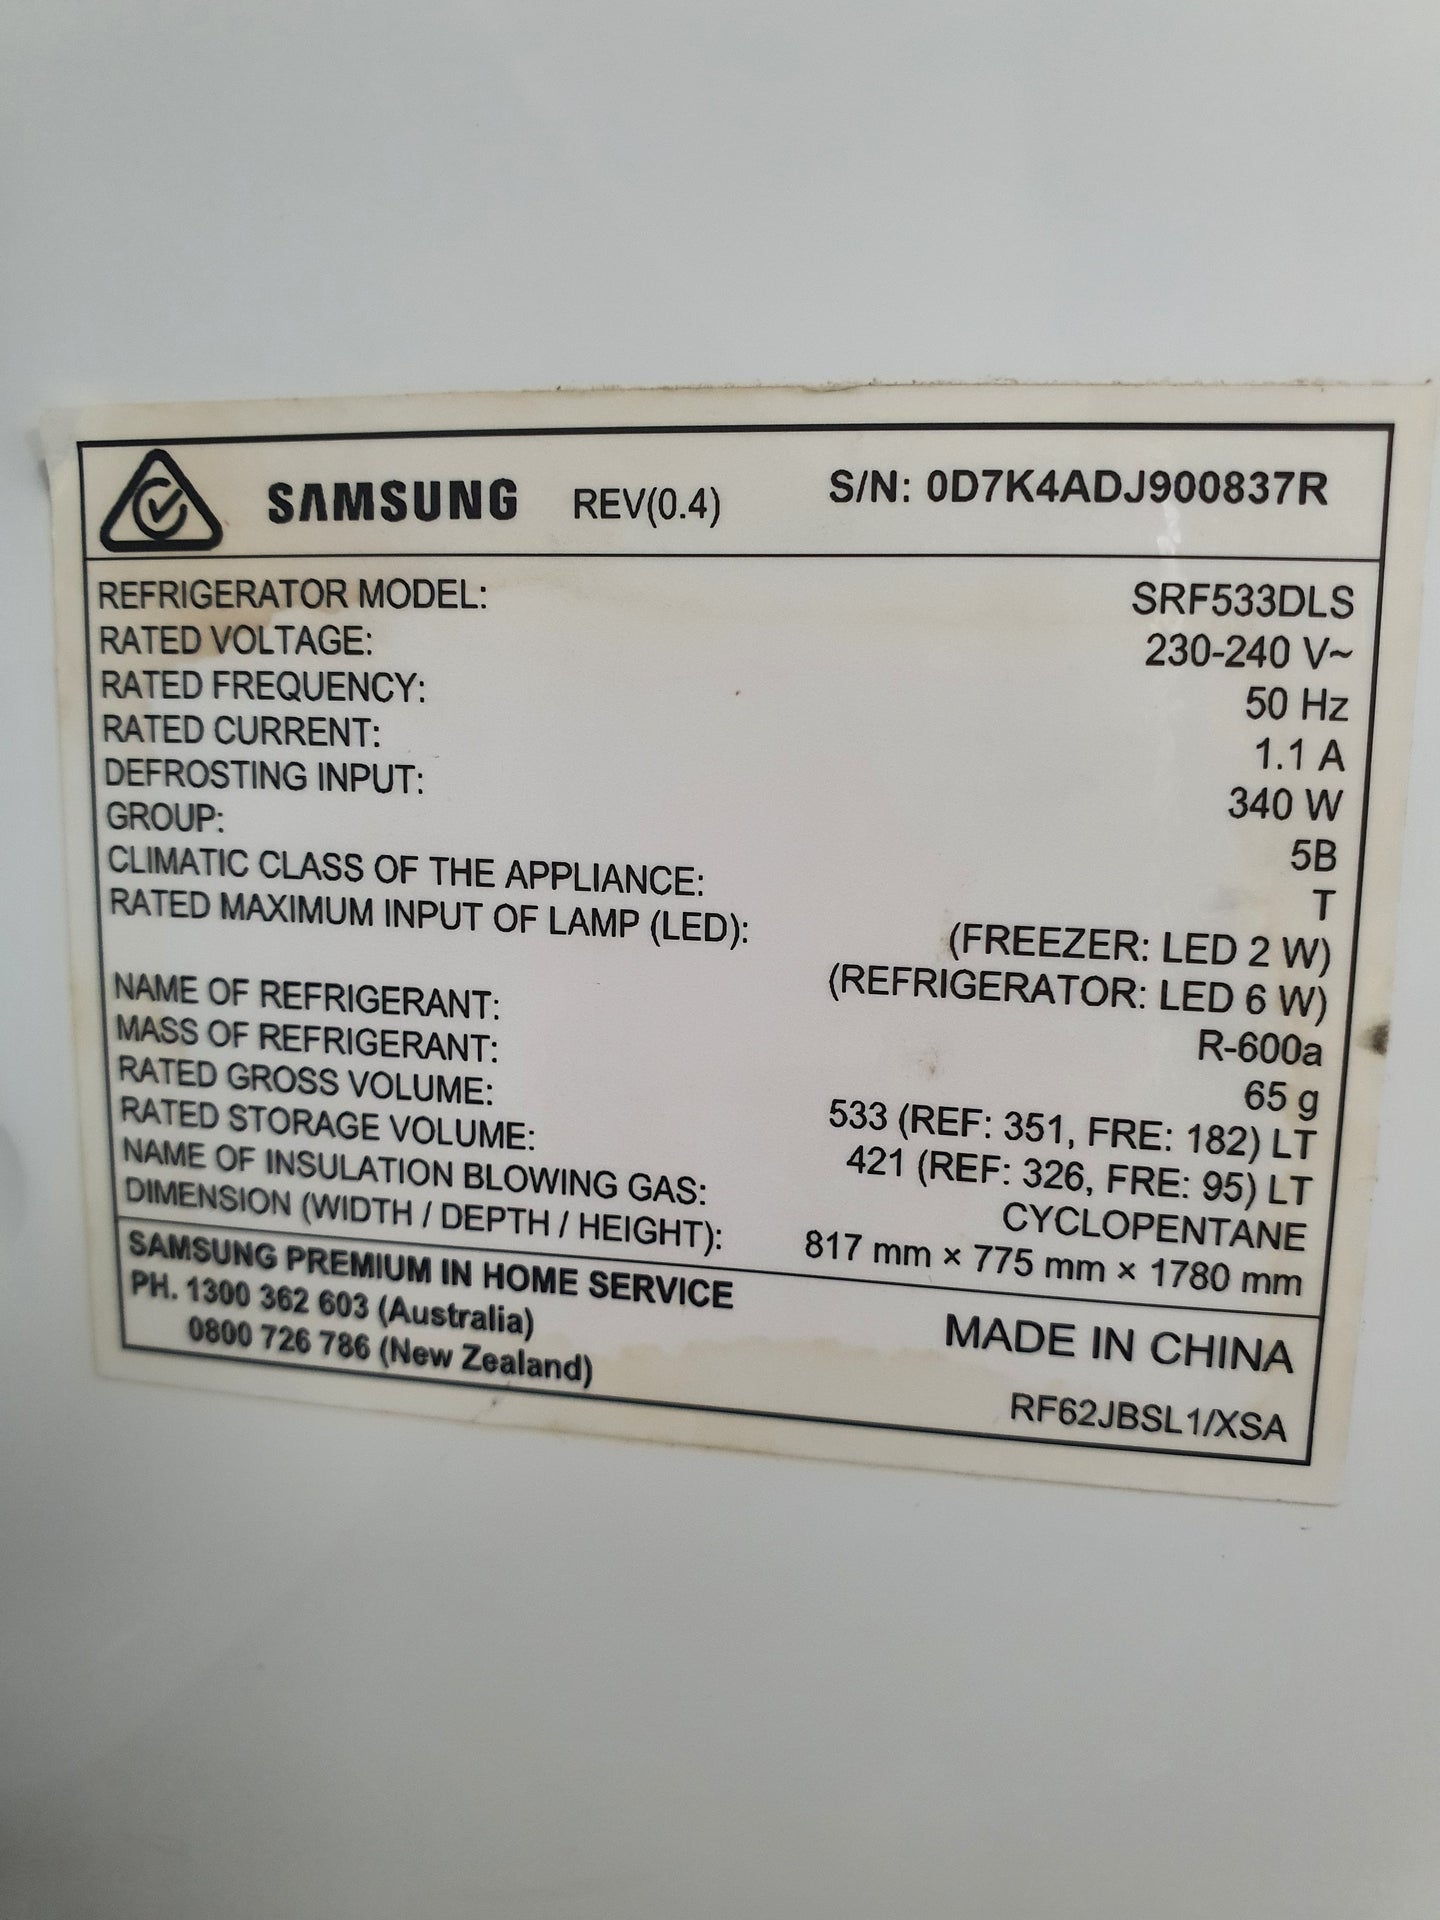 SAMSUNG REV(0.4) S/N: 0D7K4ADJ900837R
REFRIGERATOR MODEL: SRF533DLS
RATED VOLTAGE: 230-240 V~
RATED FREQUENCY: 50 Hz
RATED CURRENT: 1.1 A
DEFROSTING INPUT: 340 W
GROUP: 5B
CLIMATIC CLASS OF THE APPLIANCE: T
RATED MAXIMUM INPUT OF LAMP (LED): (FREEZER: LED 2 W)
(REFRIGERATOR: LED 6 W)
NAME OF REFRIGERANT: R-600a
MASS OF REFRIGERANT: 65 g
RATED GROSS VOLUME: 533 (REF: 351, FRE: 182) LT
RATED STORAGE VOLUME: 421 (REF: 326, FRE: 95) LT
NAME OF INSULATION BLOWING GAS: CYCLOPENTANE
DIMENSION (WIDTH / DEPTH / HEIGHT): 817 mm × 775 mm × 1780 mm
SAMSUNG PREMIUM IN HOME SERVICE
PH. 1300 362 603 (Australia)
0800 726 786 (New Zealand)
MADE IN CHINA
RF62JBSL1/XSA